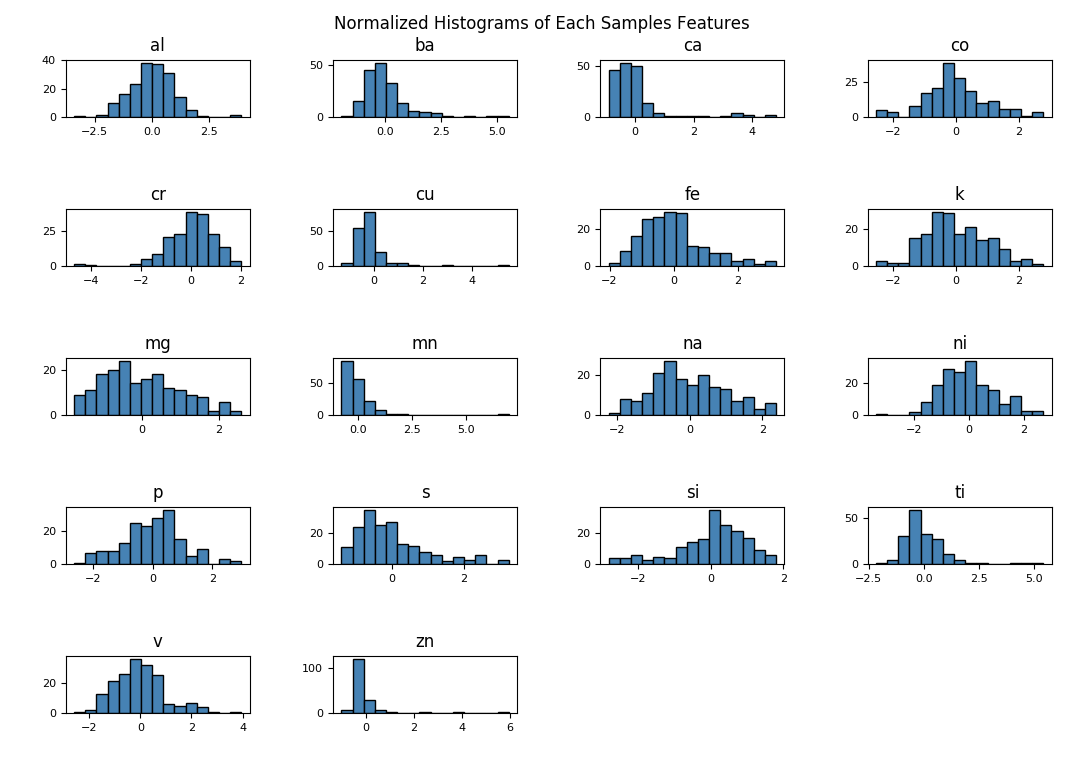 Normalized Histograms of Each Samples Features
al ba ca co
40 20 0 −2.5 0.0 2.5
50 0 0.0 2.5 5.0
50 0 0 2 4
25 0 −2 0 2
cr cu fe k
25 0 −4 −2 0 2
50 0 0 2 4
20 0 −2 0 2
20 0 −2 0 2
mg mn na ni
20 10 0 0 2
50 0 0.0 2.5 5.0
20 0 −2 0 2
20 0 −2 0 2
p s si ti
20 0 −2 0 2
20 0 0 2
20 0 −2 0 2
50 0 −2.5 0.0 2.5 5.0
v zn
20 0 −2 0 2 4
100 0 0 2 4 6